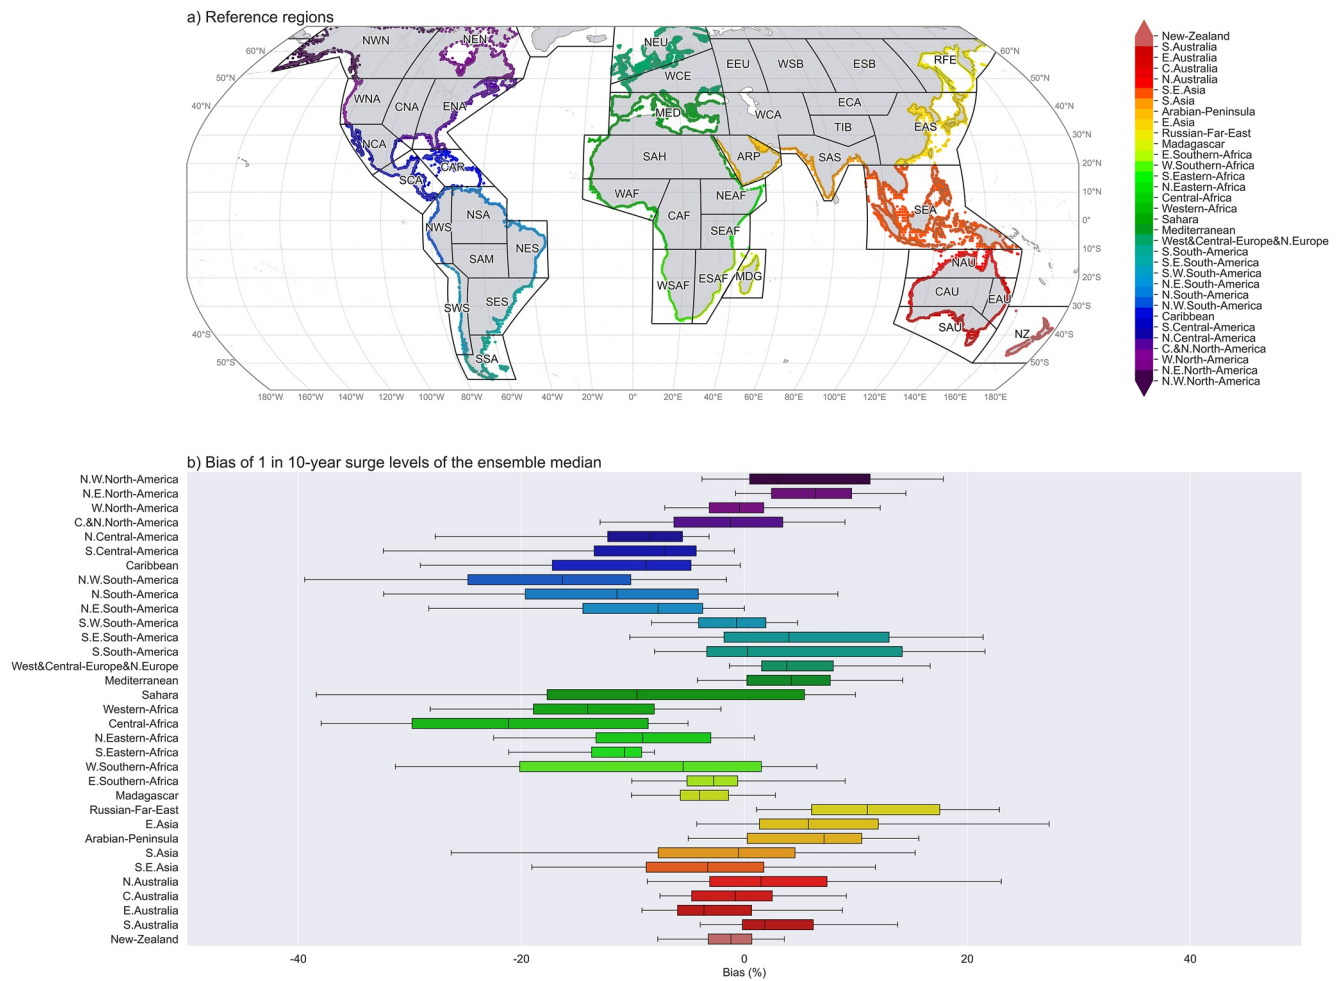 a) Reference regions
60°N
50°N
40°N
30°N
20°N
10°N
0°
10°S
20°S
30°S
40°S
50°S
60°N
50°N
40°N
30°N
20°N
40°S
50°S
180°W 160°W 140°W 120°W 100°W 80°W 60°W 40°W 20°W 0° 20°E 40°E 60°E 80°E 100°E 120°E 140°E 160°E 180°E
NWN
NEN
NEU
WCE
EEU
WSB
ESB
RFE
WNA
CNA
ENA
MED
WCA
ECA
TIB
EAS
NCA
SCA
CAR
SAH
ARP
SAS
WAF
CAF
NEAF
SEAF
SEA
NWS
NSA
NES
SAM
SWS
SES
SSA
WSAF
ESAF
MDG
NAU
CAU
EAU
SAU
NZ
New-Zealand
S.Australia
E.Australia
C.Australia
N.Australia
S.E.Asia
S.Asia
Arabian-Peninsula
E.Asia
Russian-Far-East
Madagascar
E.Southern-Africa
W.Southern-Africa
S.Eastern-Africa
N.Eastern-Africa
Central-Africa
Western-Africa
Sahara
Mediterranean
West&Central-Europe&N.Europe
S.South-America
S.E.South-America
S.W.South-America
N.E.South-America
N.South-America
N.W.South-America
Caribbean
S.Central-America
N.Central-America
C.&N.North-America
W.North-America
N.E.North-America
N.W.North-America
b) Bias of 1 in 10-year surge levels of the ensemble median
N.W.North-America
N.E.North-America
W.North-America
C.&N.North-America
N.Central-America
S.Central-America
Caribbean
N.W.South-America
N.South-America
N.E.South-America
S.W.South-America
S.E.South-America
S.South-America
West&Central-Europe&N.Europe
Mediterranean
Sahara
Western-Africa
Central-Africa
N.Eastern-Africa
S.Eastern-Africa
W.Southern-Africa
E.Southern-Africa
Madagascar
Russian-Far-East
E.Asia
Arabian-Peninsula
S.Asia
S.E.Asia
N.Australia
C.Australia
E.Australia
S.Australia
New-Zealand
-40 -20 0 20 40
Bias (%)